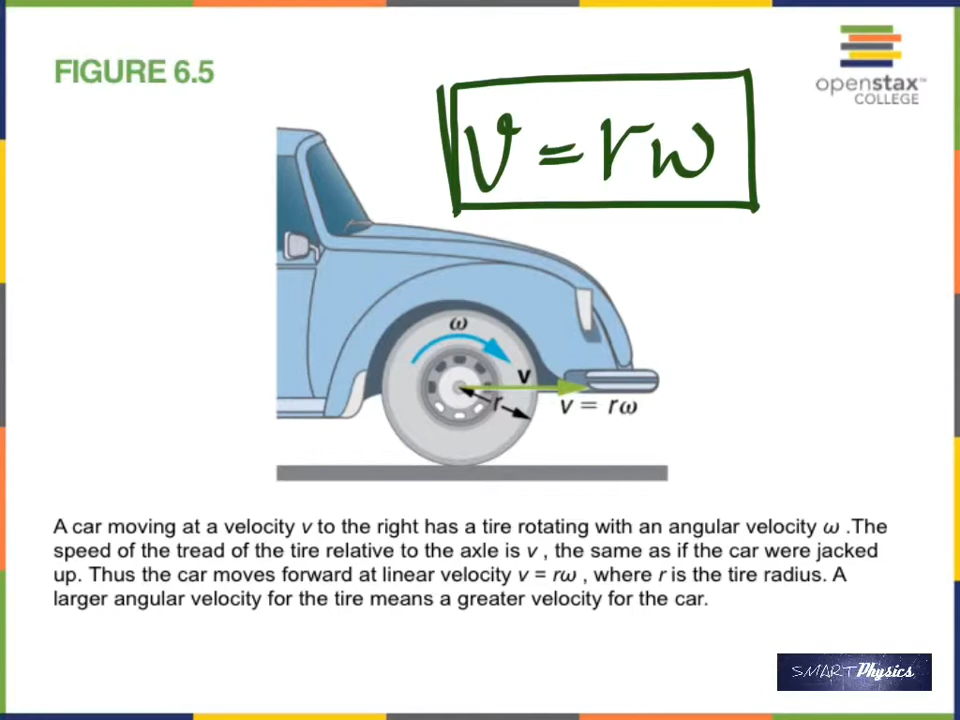 FIGURE 6.5
openstax™
COLLEGE
v = rω
ω
v
r
v = rω
A car moving at a velocity v to the right has a tire rotating with an angular velocity ω .The
speed of the tread of the tire relative to the axle is v , the same as if the car were jacked
up. Thus the car moves forward at linear velocity v = rω , where r is the tire radius. A
larger angular velocity for the tire means a greater velocity for the car.
SMART Physics